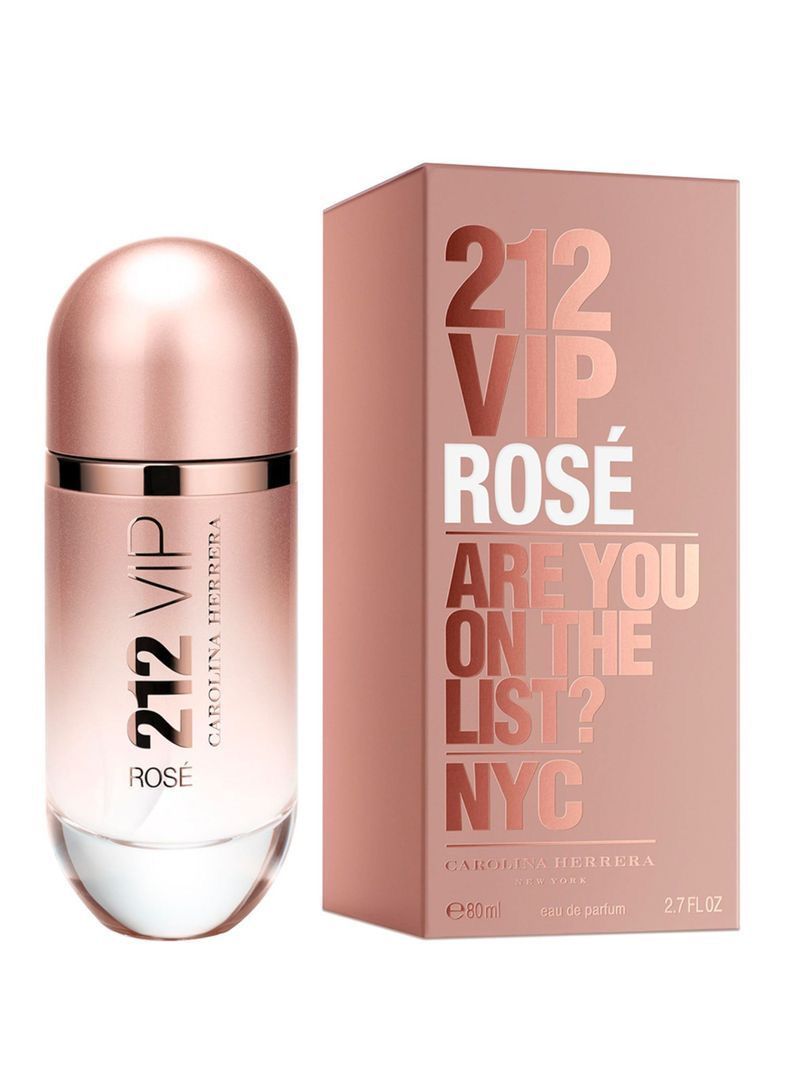 212 VIP
ROSÉ
CAROLINA HERRERA
212
VIP
ROSÉ
ARE YOU
ON THE
LIST?
NYC
CAROLINA HERRERA
NEW YORK
℮80ml
eau de parfum
2.7 FL OZ